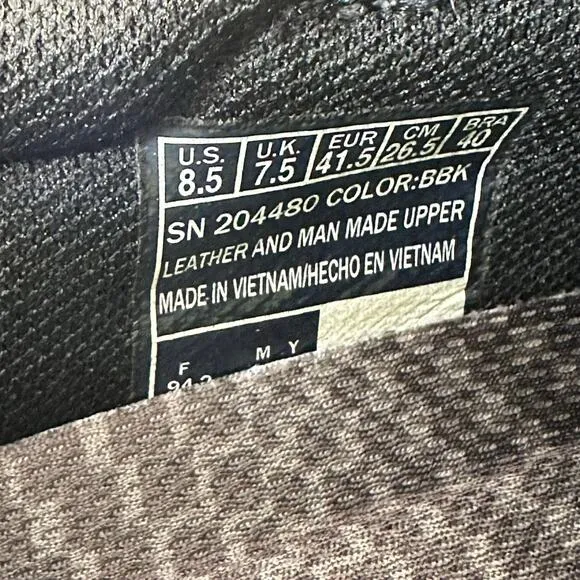 U.S. U.K. EUR CM BRA
8.5 7.5 41.5 26.5 40
SN 204480 COLOR:BBK
LEATHER AND MAN MADE UPPER
MADE IN VIETNAM/HECHO EN VIETNAM
F M Y